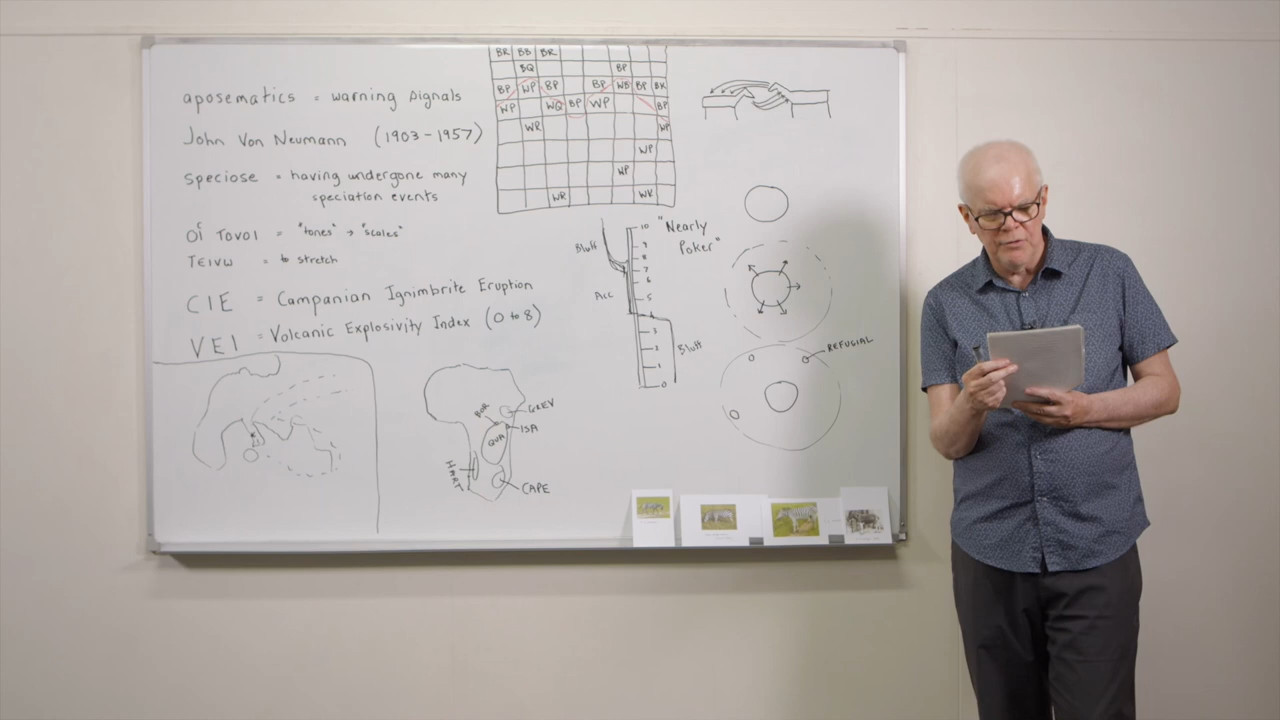 aposematics = warning signals
John Von Neumann (1903-1957)
speciose = having undergone many
speciation events
οἱ τόνοι = "tones" → "scales"
τείνω = to stretch
CIE = Campanian Ignimbrite Eruption
VEI = Volcanic Explosivity Index (0 to 8)
BR BB BR
BQ BP
BP WP BP BP WB BP BK
WP WQ BP WP BP
WR WP
WP
WP
WR WK
"Nearly
Poker"
Bluff
Acc
Bluff
10
9
8
7
6
5
4
3
2
1
0
REFUGIAL
BOR
GREV
ISA
QUA
HART
CAPE